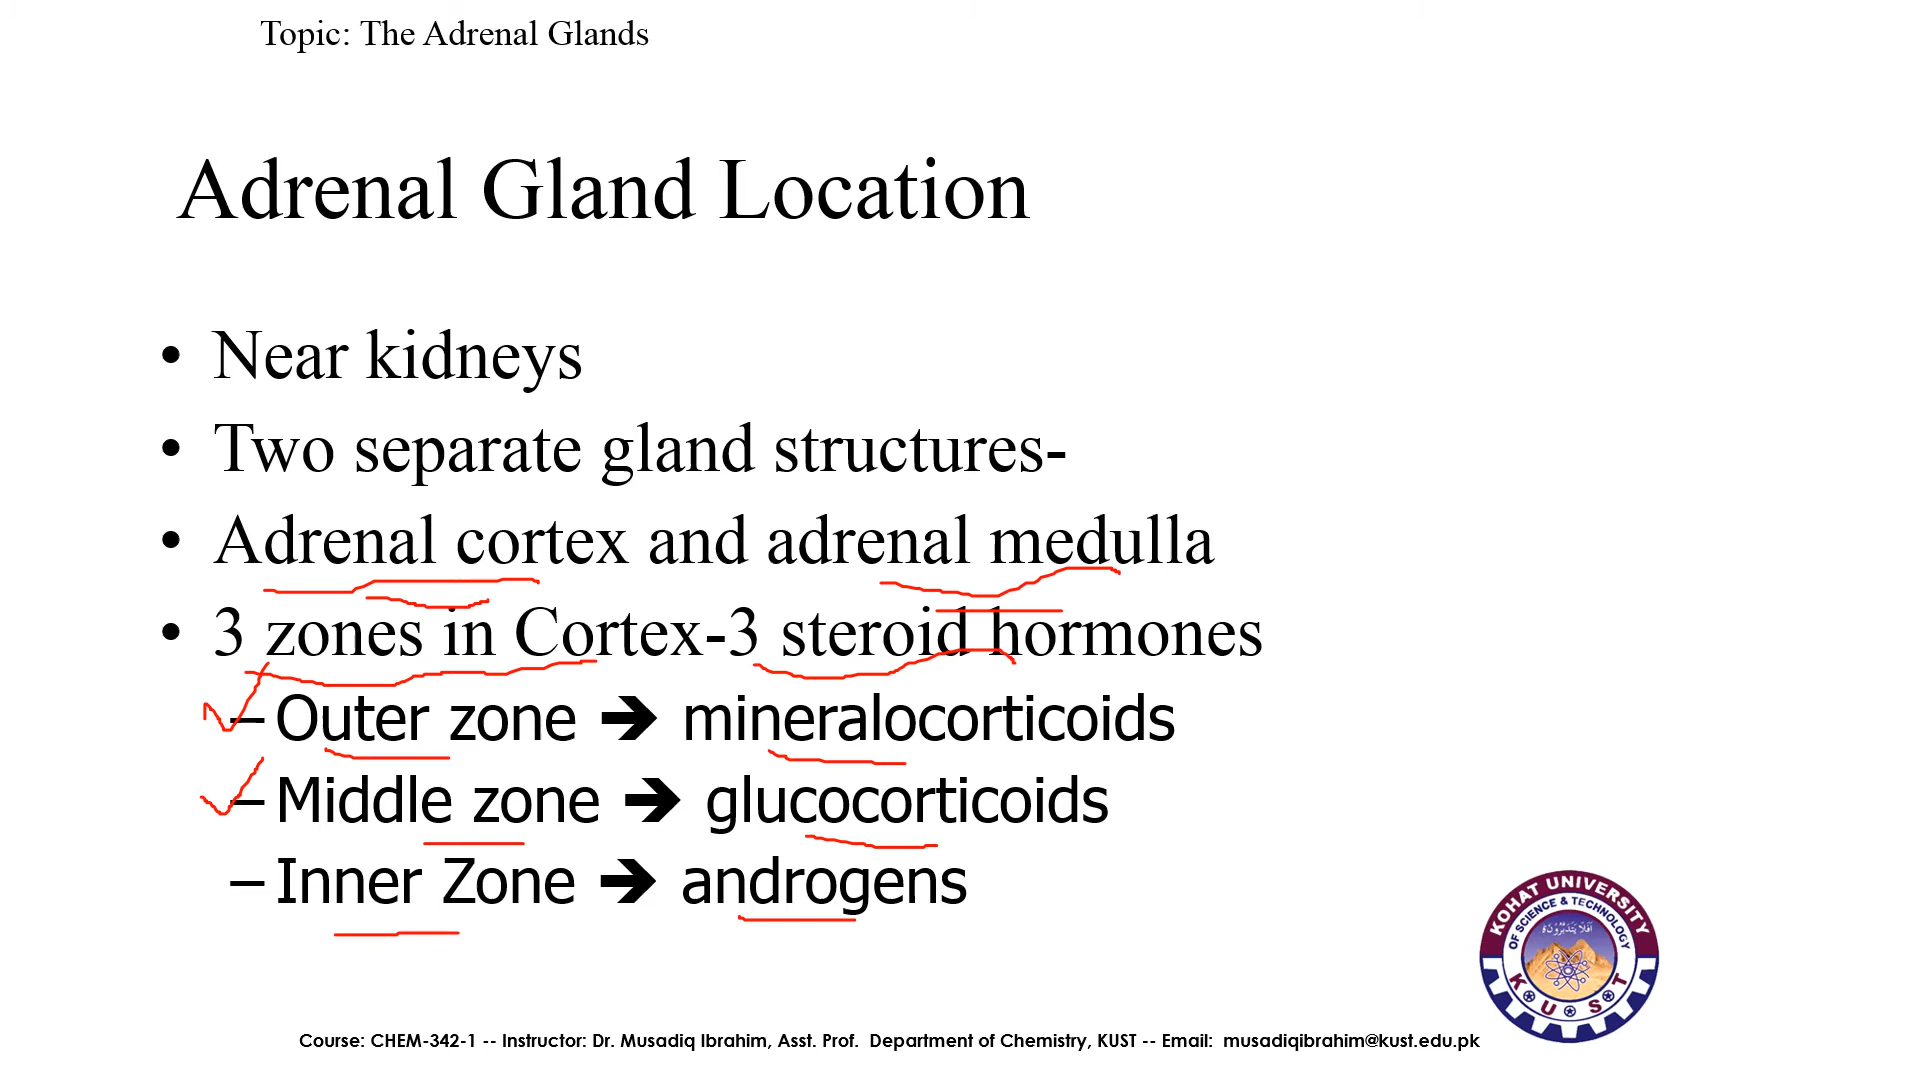 Topic: The Adrenal Glands
Adrenal Gland Location
• Near kidneys
• Two separate gland structures-
• Adrenal cortex and adrenal medulla
• 3 zones in Cortex-3 steroid hormones
– Outer zone ➔ mineralocorticoids
– Middle zone ➔ glucocorticoids
– Inner Zone ➔ androgens
KOHAT UNIVERSITY
OF SCIENCE & TECHNOLOGY
K U S T
Course: CHEM-342-1 -- Instructor: Dr. Musadiq Ibrahim, Asst. Prof.  Department of Chemistry, KUST -- Email:  musadiqibrahim@kust.edu.pk